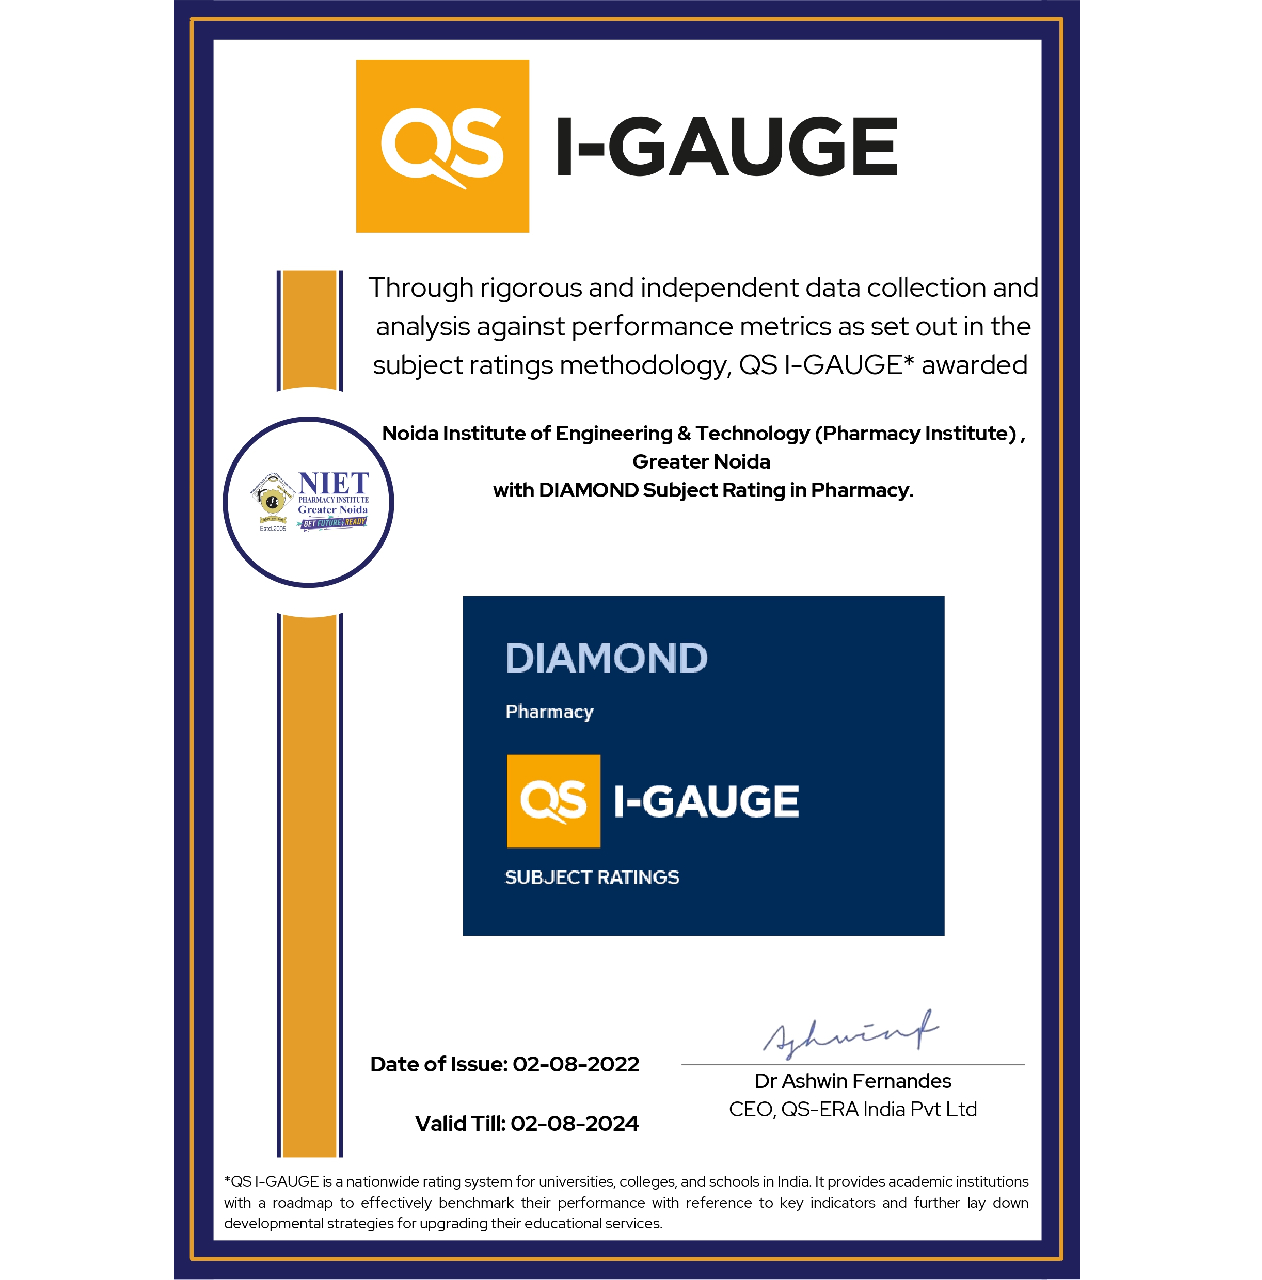 QS I-GAUGE
Through rigorous and independent data collection and
analysis against performance metrics as set out in the
subject ratings methodology, QS I-GAUGE* awarded
Noida Institute of Engineering & Technology (Pharmacy Institute) ,
Greater Noida
with DIAMOND Subject Rating in Pharmacy.
NIET
PHARMACY INSTITUTE
Greater Noida
GET FUTURE READY
Estd.2005
DIAMOND
Pharmacy
QS I-GAUGE
SUBJECT RATINGS
Date of Issue: 02-08-2022
Valid Till: 02-08-2024
Ashwin F
Dr Ashwin Fernandes
CEO, QS-ERA India Pvt Ltd
*QS I-GAUGE is a nationwide rating system for universities, colleges, and schools in India. It provides academic institutions
with a roadmap to effectively benchmark their performance with reference to key indicators and further lay down
developmental strategies for upgrading their educational services.